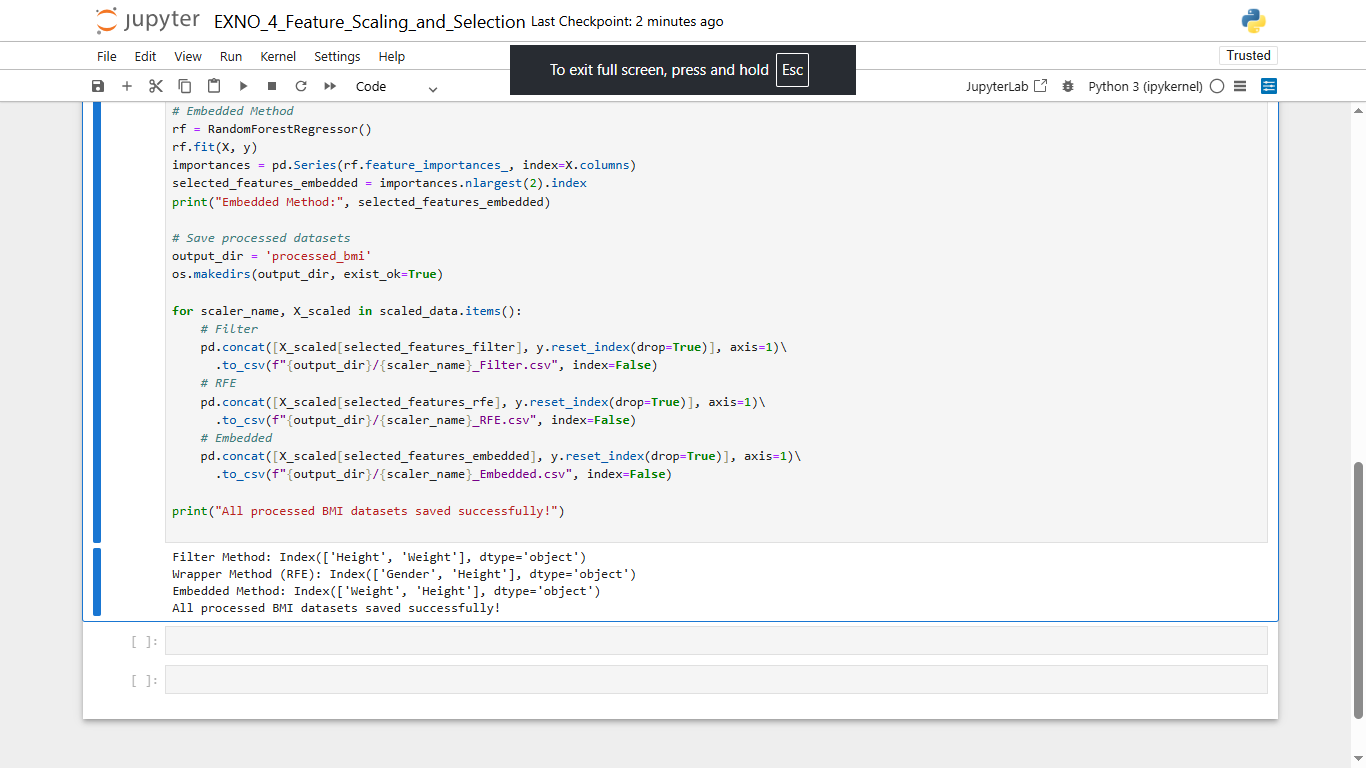 jupyter EXNO_4_Feature_Scaling_and_Selection Last Checkpoint: 2 minutes ago
File Edit View Run Kernel Settings Help
To exit full screen, press and hold Esc
Trusted
Code
JupyterLab
Python 3 (ipykernel)
# Embedded Method
rf = RandomForestRegressor()
rf.fit(X, y)
importances = pd.Series(rf.feature_importances_, index=X.columns)
selected_features_embedded = importances.nlargest(2).index
print("Embedded Method:", selected_features_embedded)
# Save processed datasets
output_dir = 'processed_bmi'
os.makedirs(output_dir, exist_ok=True)
for scaler_name, X_scaled in scaled_data.items():
    # Filter
    pd.concat([X_scaled[selected_features_filter], y.reset_index(drop=True)], axis=1)\
      .to_csv(f"{output_dir}/{scaler_name}_Filter.csv", index=False)
    # RFE
    pd.concat([X_scaled[selected_features_rfe], y.reset_index(drop=True)], axis=1)\
      .to_csv(f"{output_dir}/{scaler_name}_RFE.csv", index=False)
    # Embedded
    pd.concat([X_scaled[selected_features_embedded], y.reset_index(drop=True)], axis=1)\
      .to_csv(f"{output_dir}/{scaler_name}_Embedded.csv", index=False)
print("All processed BMI datasets saved successfully!")
Filter Method: Index(['Height', 'Weight'], dtype='object')
Wrapper Method (RFE): Index(['Gender', 'Height'], dtype='object')
Embedded Method: Index(['Weight', 'Height'], dtype='object')
All processed BMI datasets saved successfully!
[ ]:
[ ]: